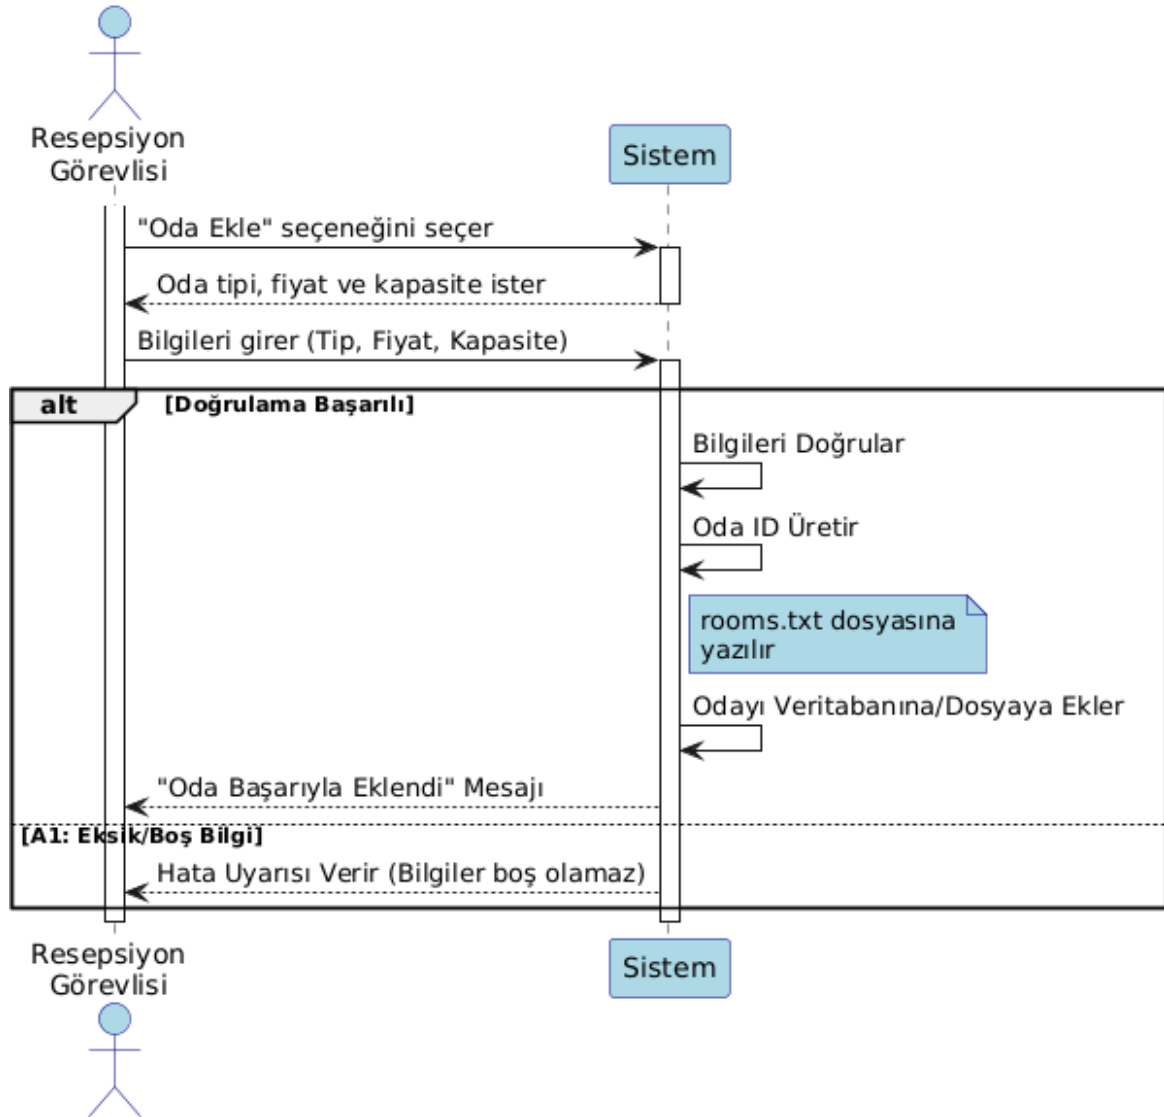 Resepsiyon
Görevlisi
Sistem
"Oda Ekle" seçeneğini seçer
Oda tipi, fiyat ve kapasite ister
Bilgileri girer (Tip, Fiyat, Kapasite)
alt
[Doğrulama Başarılı]
Bilgileri Doğrular
Oda ID Üretir
rooms.txt dosyasına
yazılır
Odayı Veritabanına/Dosyaya Ekler
"Oda Başarıyla Eklendi" Mesajı
[A1: Eksik/Boş Bilgi]
Hata Uyarısı Verir (Bilgiler boş olamaz)
Resepsiyon
Görevlisi
Sistem